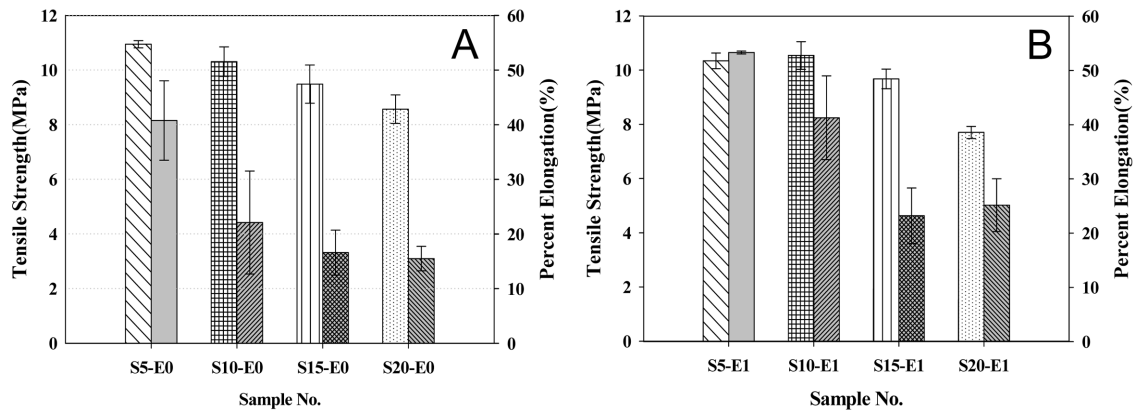 A
Tensile Strength(MPa)
12
10
8
6
4
2
0
60
50
40
30
20
10
0
Percent Elongation(%)
S5-E0 S10-E0 S15-E0 S20-E0
Sample No.
B
Tensile Strength(MPa)
12
10
8
6
4
2
0
60
50
40
30
20
10
0
Percent Elongation(%)
S5-E1 S10-E1 S15-E1 S20-E1
Sample No.